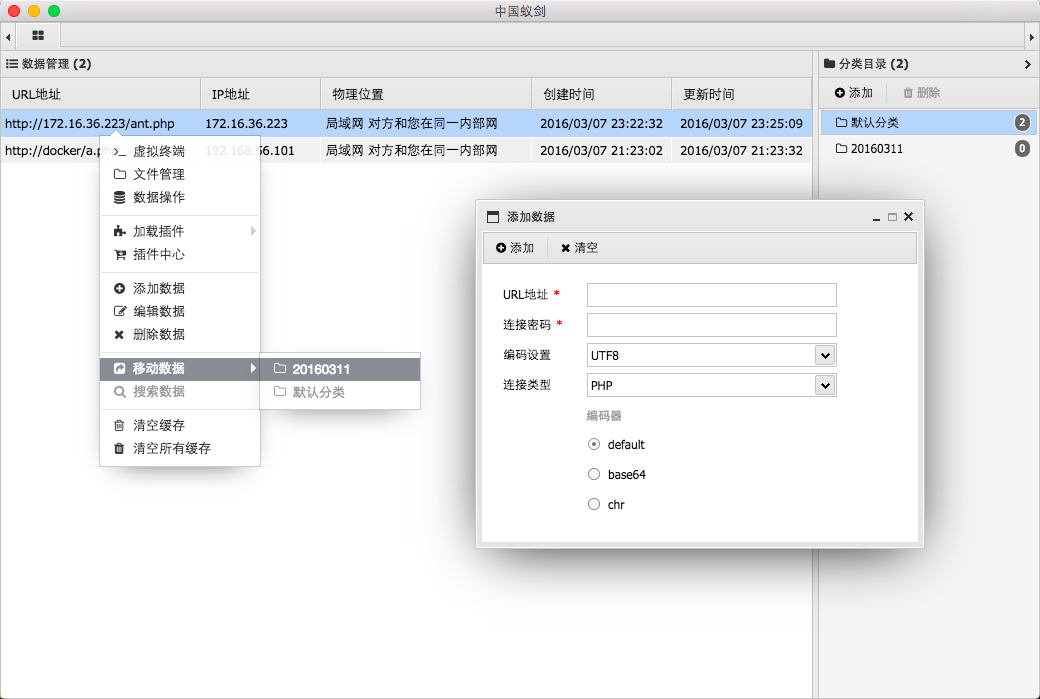 中国蚁剑
数据管理 (2)
URL地址 IP地址 物理位置 创建时间 更新时间
http://172.16.36.223/ant.php 172.16.36.223 局域网 对方和您在同一内部网 2016/03/07 23:22:32 2016/03/07 23:25:09
http://docker/a.ph 192.168.56.101 局域网 对方和您在同一内部网 2016/03/07 21:23:02 2016/03/07 21:23:32
虚拟终端
文件管理
数据操作
加载插件
插件中心
添加数据
编辑数据
删除数据
移动数据
搜索数据
清空缓存
清空所有缓存
20160311
默认分类
添加数据
添加 清空
URL地址 *
连接密码 *
编码设置 UTF8
连接类型 PHP
编码器
default
base64
chr
分类目录 (2)
添加 删除
默认分类 2
20160311 0